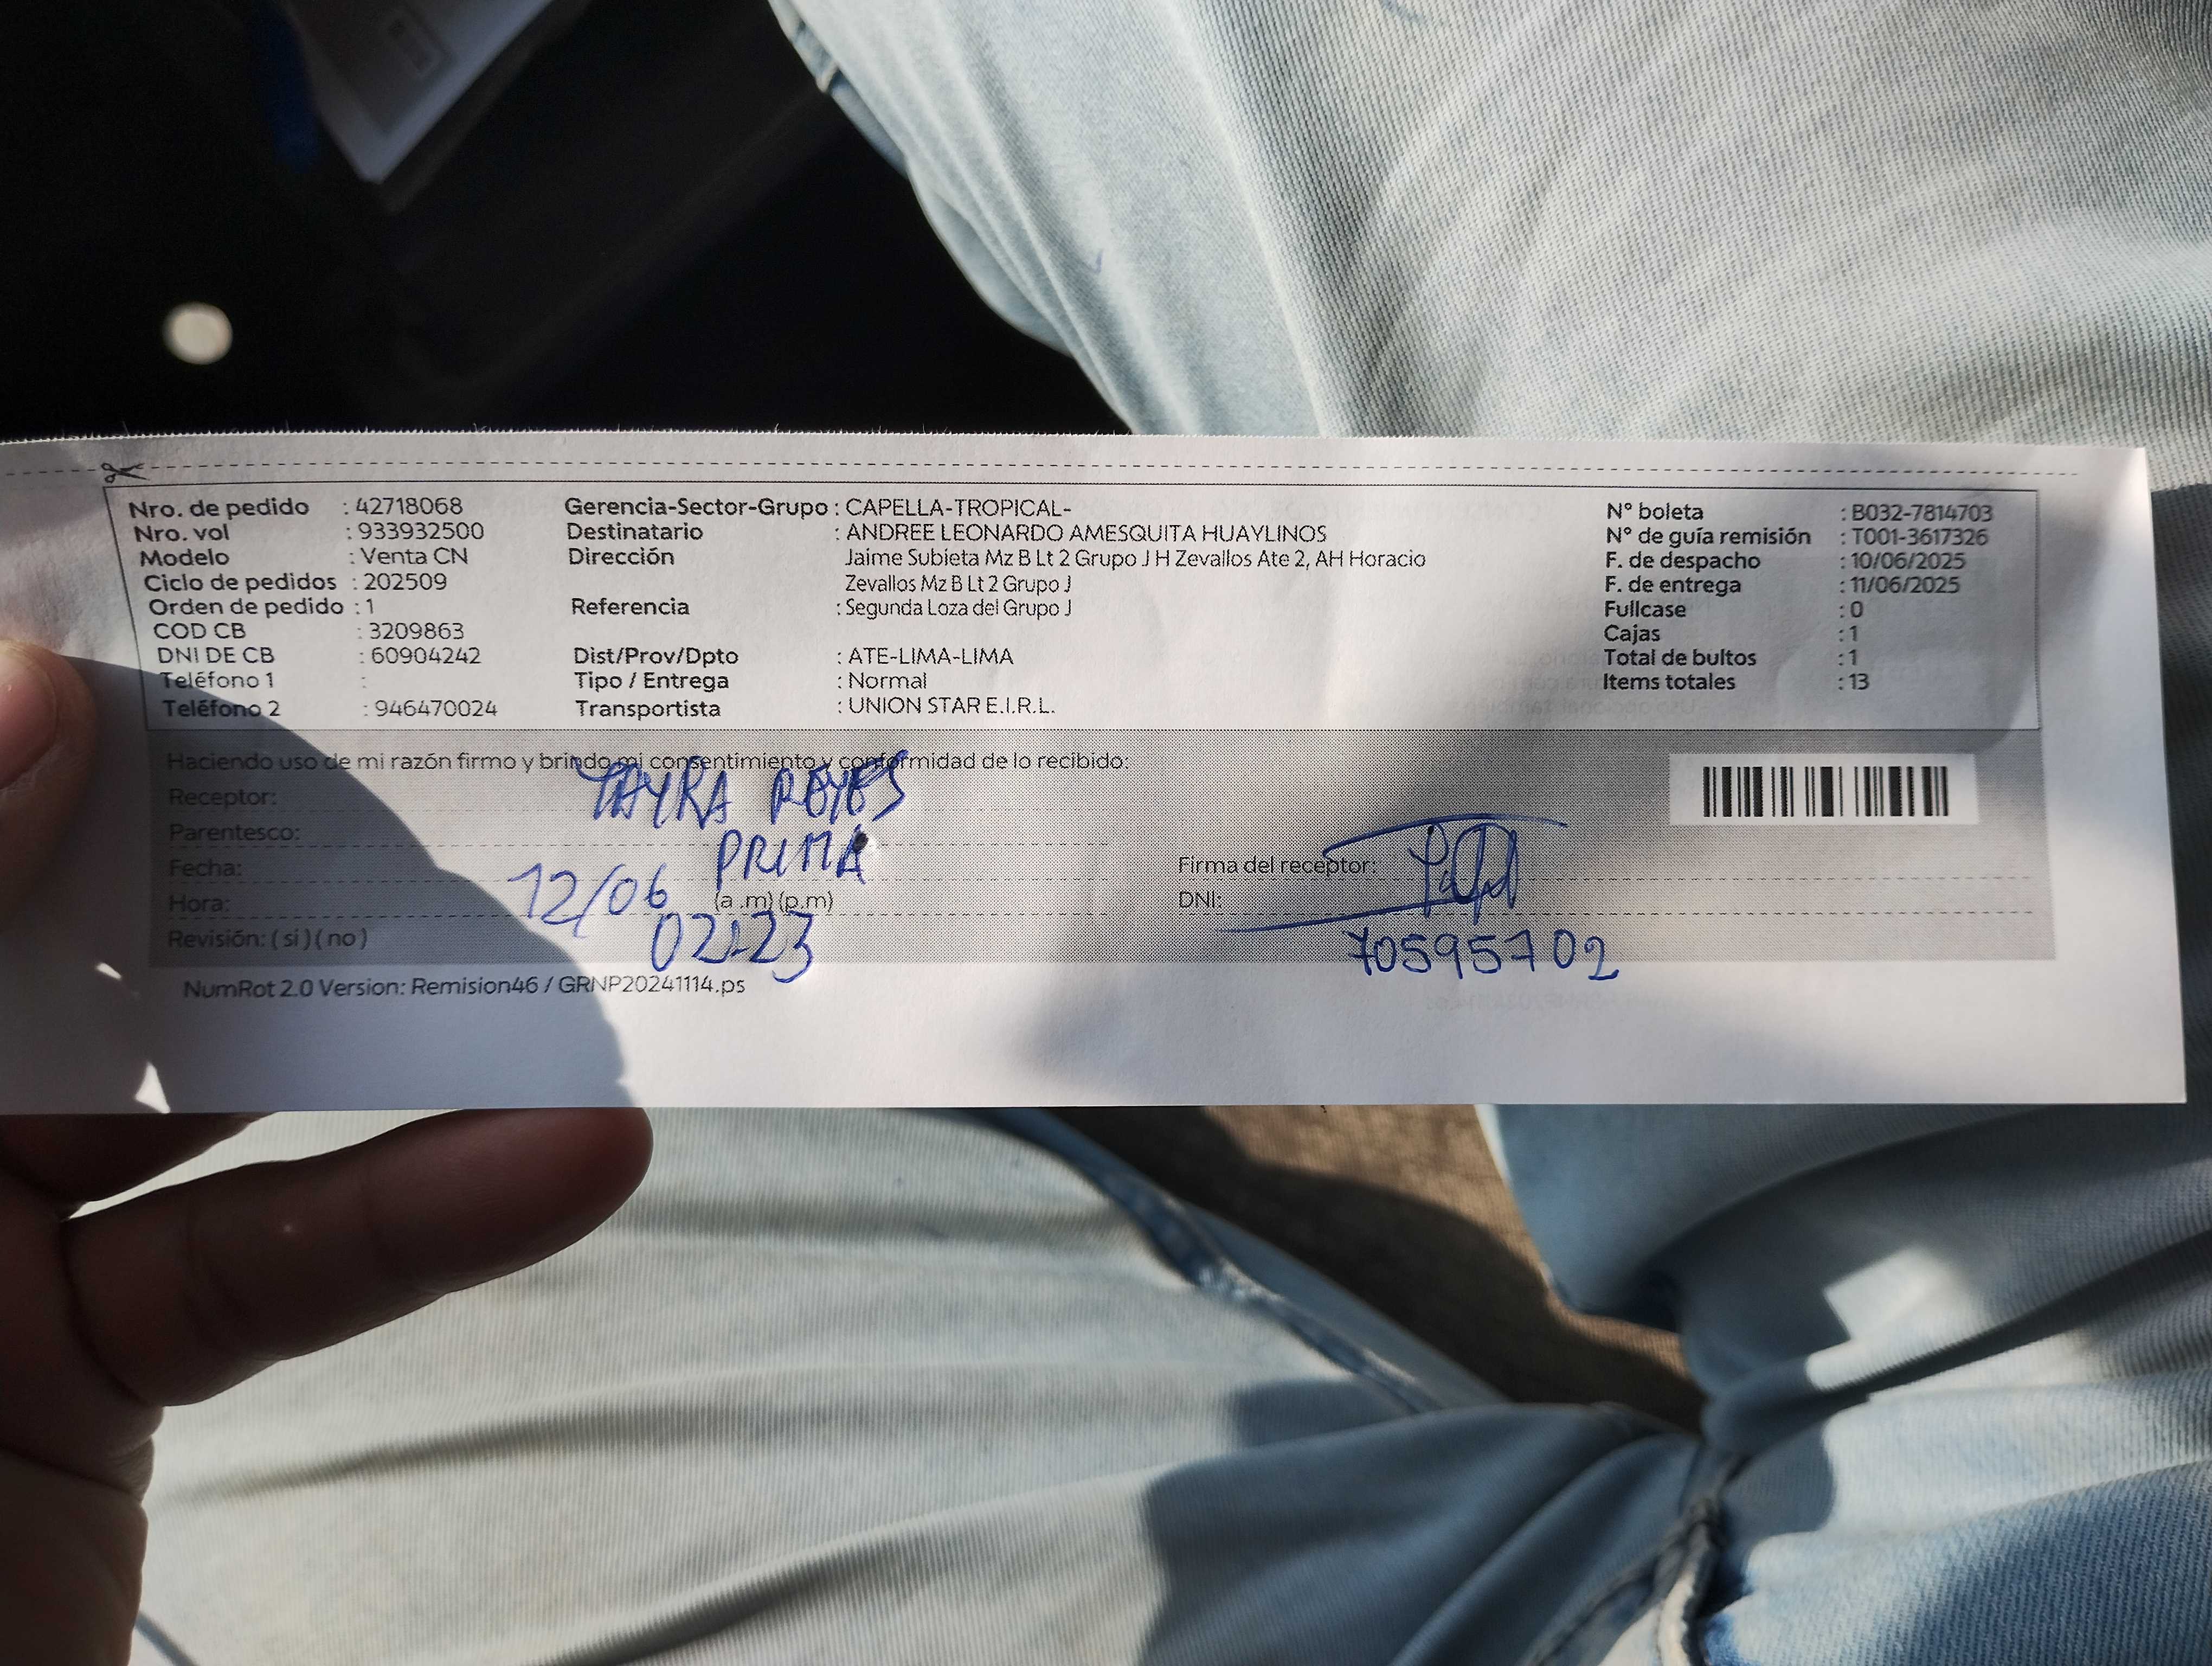 Nro. de pedido : 42718068
Nro. vol : 933932500
Modelo : Venta CN
Ciclo de pedidos : 202509
Orden de pedido : 1
COD CB : 3209863
DNI DE CB : 60904242
Teléfono 1 :
Teléfono 2 : 946470024
Gerencia-Sector-Grupo : CAPELLA-TROPICAL-
Destinatario : ANDREE LEONARDO AMESQUITA HUAYLINOS
Dirección Jaime Subieta Mz B Lt 2 Grupo J H Zevallos Ate 2, AH Horacio
Zevallos Mz B Lt 2 Grupo J
Referencia : Segunda Loza del Grupo J
Dist/Prov/Dpto : ATE-LIMA-LIMA
Tipo / Entrega : Normal
Transportista : UNION STAR E.I.R.L.
N° boleta : B032-7814703
N° de guía remisión : T001-3617326
F. de despacho : 10/06/2025
F. de entrega : 11/06/2025
Fullcase : 0
Cajas : 1
Total de bultos : 1
Items totales : 13
Haciendo uso de mi razón firmo y brindo mi consentimiento y conformidad de lo recibido:
Receptor: TAYRA REYES
Parentesco: PRIMA
Fecha: 12/06
Hora: (a .m) (p.m)
02:23
Revisión: ( si ) ( no )
Firma del receptor:
DNI:
70595702
NumRot 2.0 Version: Remision46 / GRNP20241114.ps